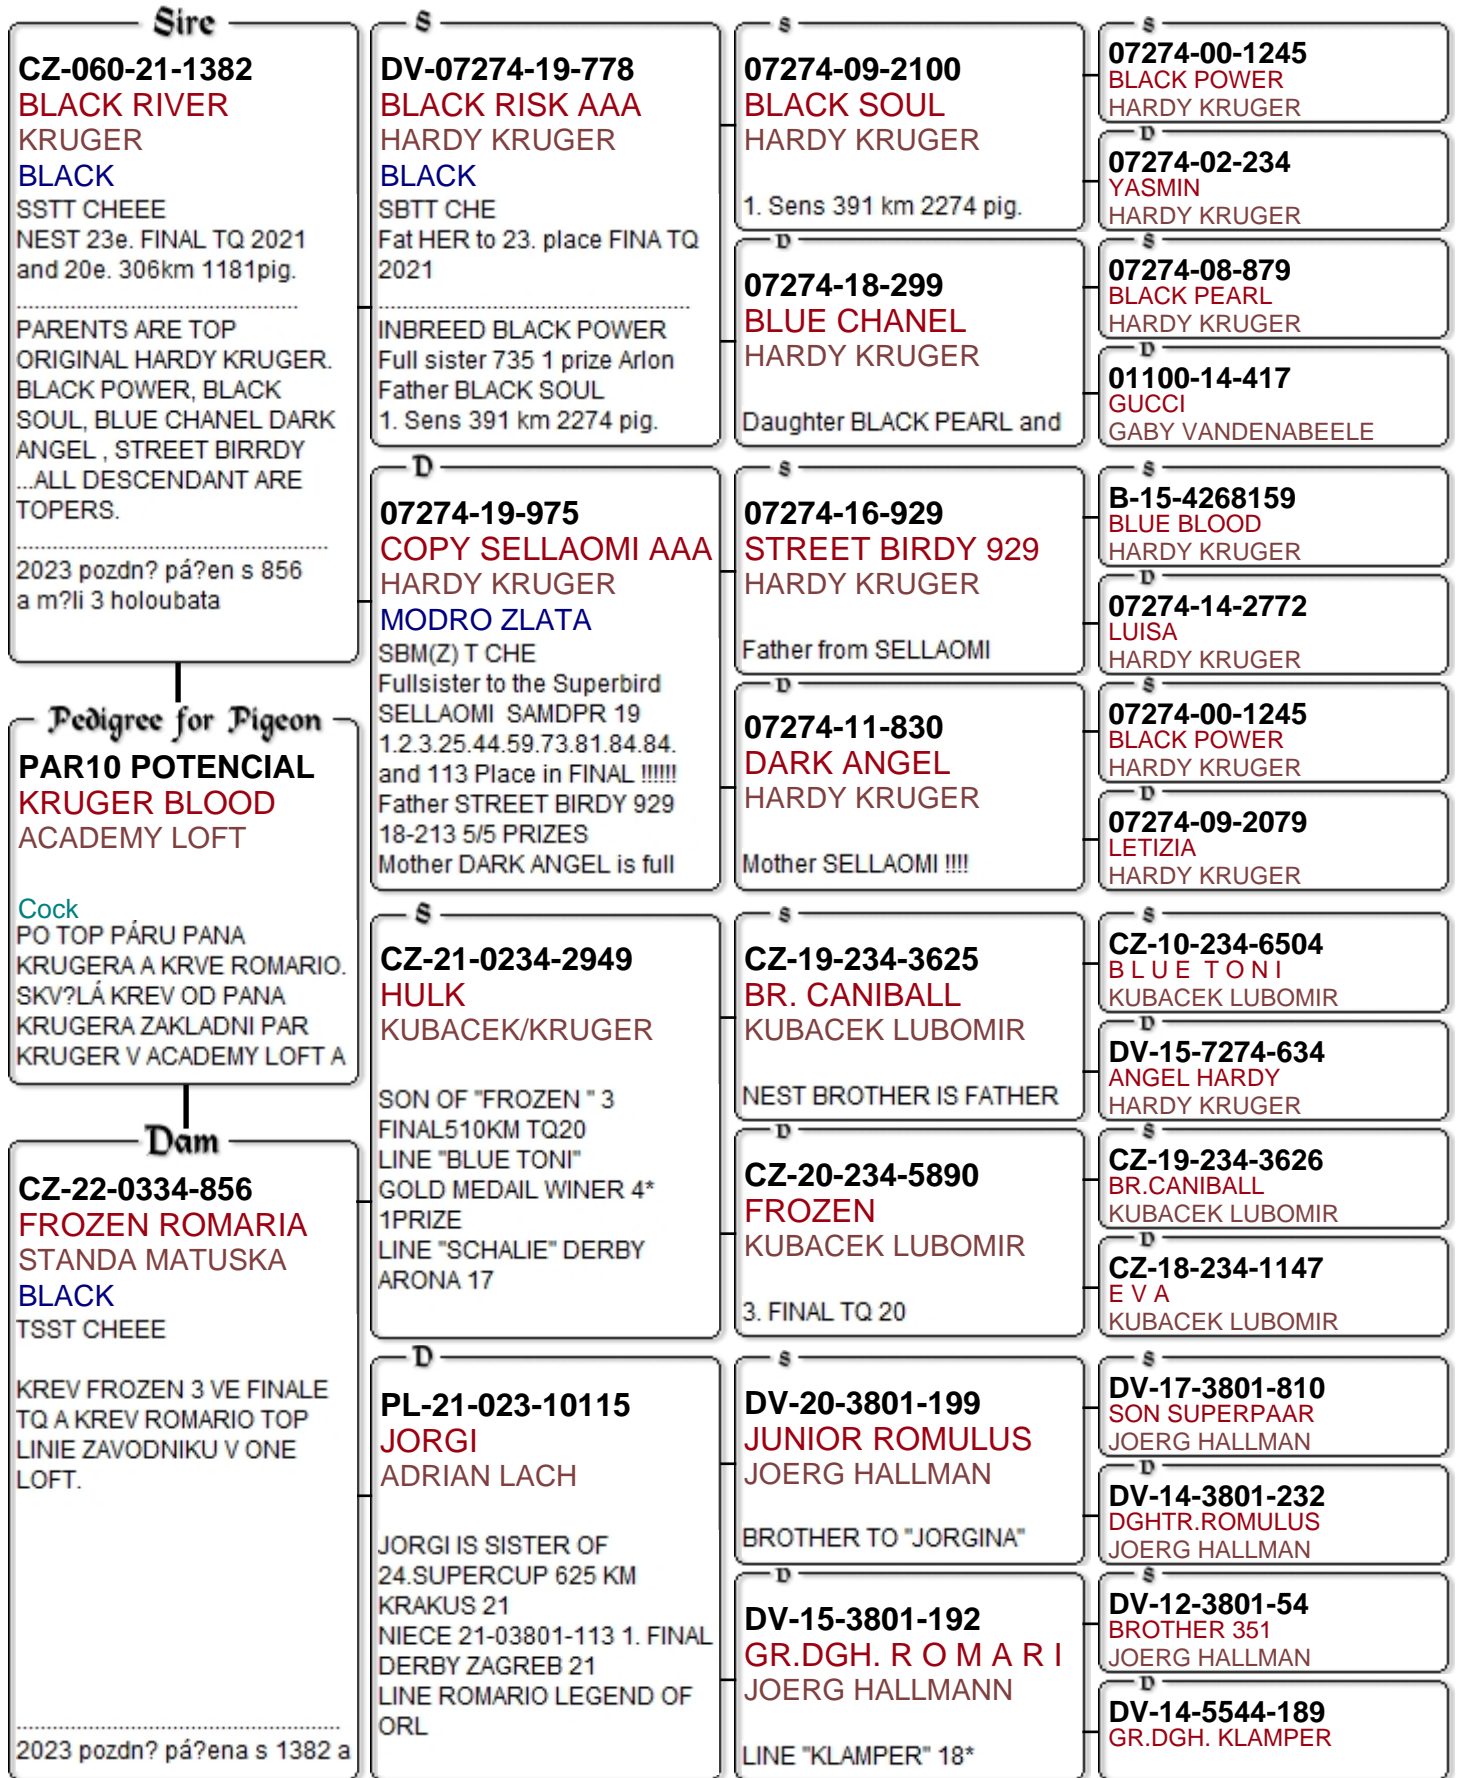 Sire
CZ-060-21-1382
BLACK RIVER
KRUGER
BLACK
SSTT CHEEE
NEST 23e. FINAL TQ 2021
and 20e. 306km 1181pig.
PARENTS ARE TOP
ORIGINAL HARDY KRUGER.
BLACK POWER, BLACK
SOUL, BLUE CHANEL DARK
ANGEL , STREET BIRRDY
...ALL DESCENDANT ARE
TOPERS.
2023 pozdn? pá?en s 856
a m?li 3 holoubata
Pedigree for Pigeon
PAR10 POTENCIAL
KRUGER BLOOD
ACADEMY LOFT
Cock
PO TOP PÁRU PANA
KRUGERA A KRVE ROMARIO.
SKV?LÁ KREV OD PANA
KRUGERA ZAKLADNI PAR
KRUGER V ACADEMY LOFT A
Dam
CZ-22-0334-856
FROZEN ROMARIA
STANDA MATUSKA
BLACK
TSST CHEEE
KREV FROZEN 3 VE FINALE
TQ A KREV ROMARIO TOP
LINIE ZAVODNIKU V ONE
LOFT.
2023 pozdn? pá?ena s 1382 a
S
DV-07274-19-778
BLACK RISK AAA
HARDY KRUGER
BLACK
SBTT CHE
Fat HER to 23. place FINA TQ
2021
INBREED BLACK POWER
Full sister 735 1 prize Arlon
Father BLACK SOUL
1. Sens 391 km 2274 pig.
D
07274-19-975
COPY SELLAOMI AAA
HARDY KRUGER
MODRO ZLATA
SBM(Z) T CHE
Fullsister to the Superbird
SELLAOMI  SAMDPR 19
1.2.3.25.44.59.73.81.84.84.
and 113 Place in FINAL !!!!!!
Father STREET BIRDY 929
18-213 5/5 PRIZES
Mother DARK ANGEL is full
S
CZ-21-0234-2949
HULK
KUBACEK/KRUGER
SON OF "FROZEN " 3
FINAL510KM TQ20
LINE "BLUE TONI"
GOLD MEDAIL WINER 4*
1PRIZE
LINE "SCHALIE" DERBY
ARONA 17
D
PL-21-023-10115
JORGI
ADRIAN LACH
JORGI IS SISTER OF
24.SUPERCUP 625 KM
KRAKUS 21
NIECE 21-03801-113 1. FINAL
DERBY ZAGREB 21
LINE ROMARIO LEGEND OF
ORL
S
07274-09-2100
BLACK SOUL
HARDY KRUGER
1. Sens 391 km 2274 pig.
D
07274-18-299
BLUE CHANEL
HARDY KRUGER
Daughter BLACK PEARL and
S
07274-16-929
STREET BIRDY 929
HARDY KRUGER
Father from SELLAOMI
D
07274-11-830
DARK ANGEL
HARDY KRUGER
Mother SELLAOMI !!!!
S
CZ-19-234-3625
BR. CANIBALL
KUBACEK LUBOMIR
NEST BROTHER IS FATHER
D
CZ-20-234-5890
FROZEN
KUBACEK LUBOMIR
3. FINAL TQ 20
S
DV-20-3801-199
JUNIOR ROMULUS
JOERG HALLMAN
BROTHER TO "JORGINA"
D
DV-15-3801-192
GR.DGH. R O M A R I
JOERG HALLMANN
LINE "KLAMPER" 18*
S
07274-00-1245
BLACK POWER
HARDY KRUGER
D
07274-02-234
YASMIN
HARDY KRUGER
S
07274-08-879
BLACK PEARL
HARDY KRUGER
D
01100-14-417
GUCCI
GABY VANDENABEELE
S
B-15-4268159
BLUE BLOOD
HARDY KRUGER
D
07274-14-2772
LUISA
HARDY KRUGER
S
07274-00-1245
BLACK POWER
HARDY KRUGER
D
07274-09-2079
LETIZIA
HARDY KRUGER
S
CZ-10-234-6504
B L U E  T O N I
KUBACEK LUBOMIR
D
DV-15-7274-634
ANGEL HARDY
HARDY KRUGER
S
CZ-19-234-3626
BR.CANIBALL
KUBACEK LUBOMIR
D
CZ-18-234-1147
E V A
KUBACEK LUBOMIR
S
DV-17-3801-810
SON SUPERPAAR
JOERG HALLMAN
D
DV-14-3801-232
DGHTR.ROMULUS
JOERG HALLMAN
S
DV-12-3801-54
BROTHER 351
JOERG HALLMAN
D
DV-14-5544-189
GR.DGH. KLAMPER